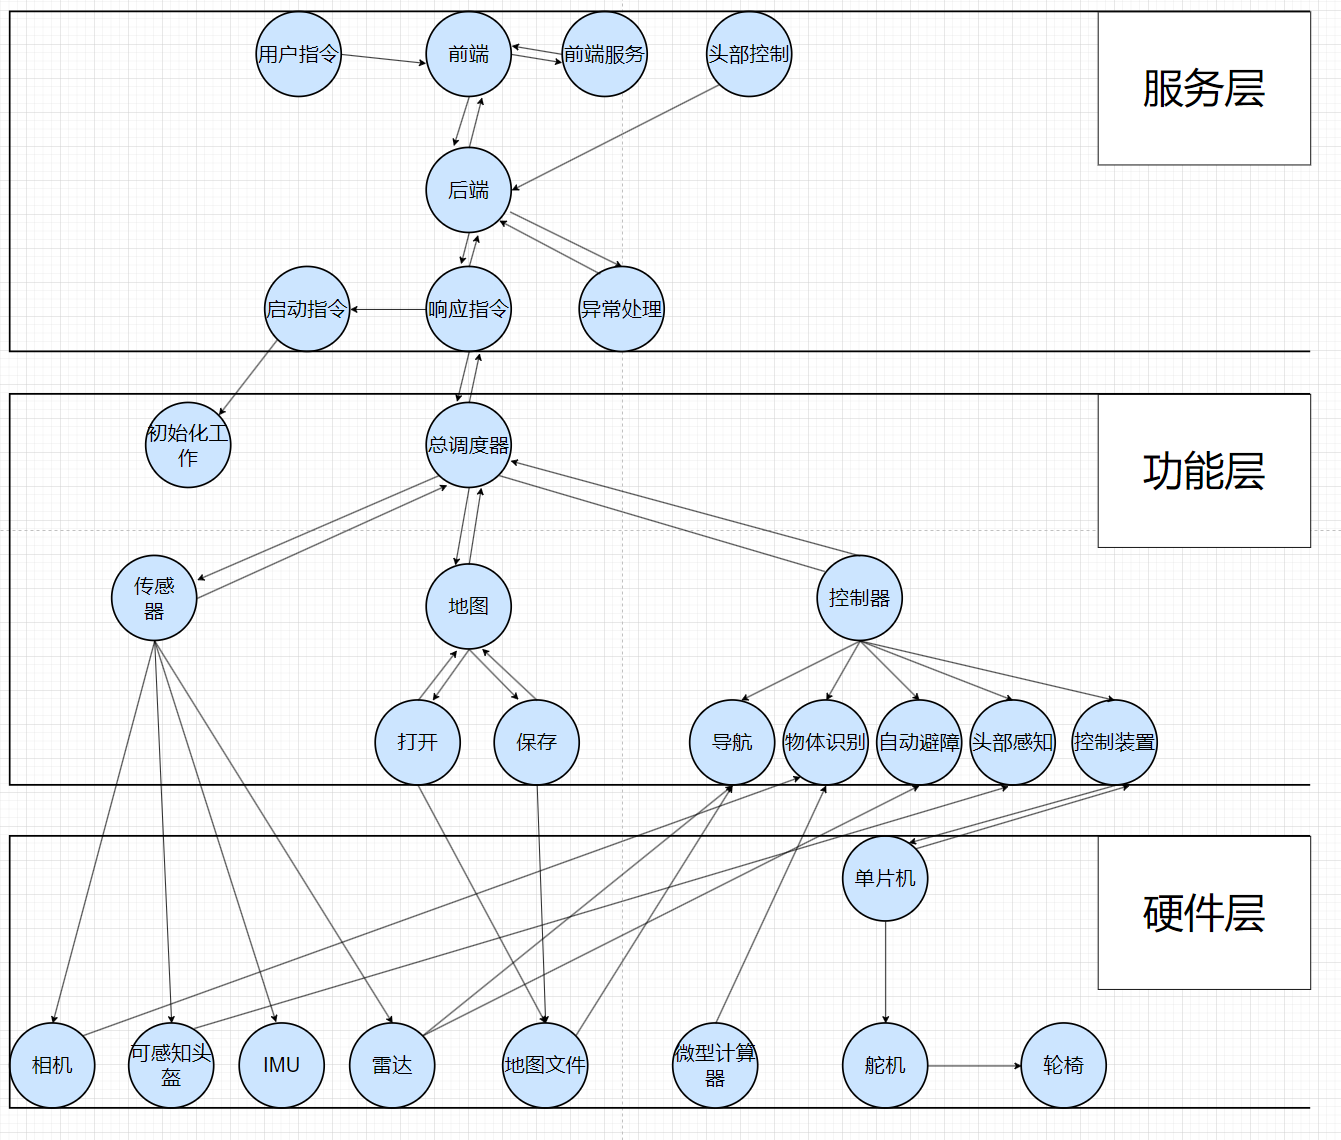 用户指令
前端
前端服务
头部控制
服务层
后端
启动指令
响应指令
异常处理
初始化工
作
总调度器
功能层
传感
器
地图
控制器
打开
保存
导航
物体识别
自动避障
头部感知
控制装置
单片机
硬件层
相机
可感知头
盔
IMU
雷达
地图文件
微型计算
器
舵机
轮椅